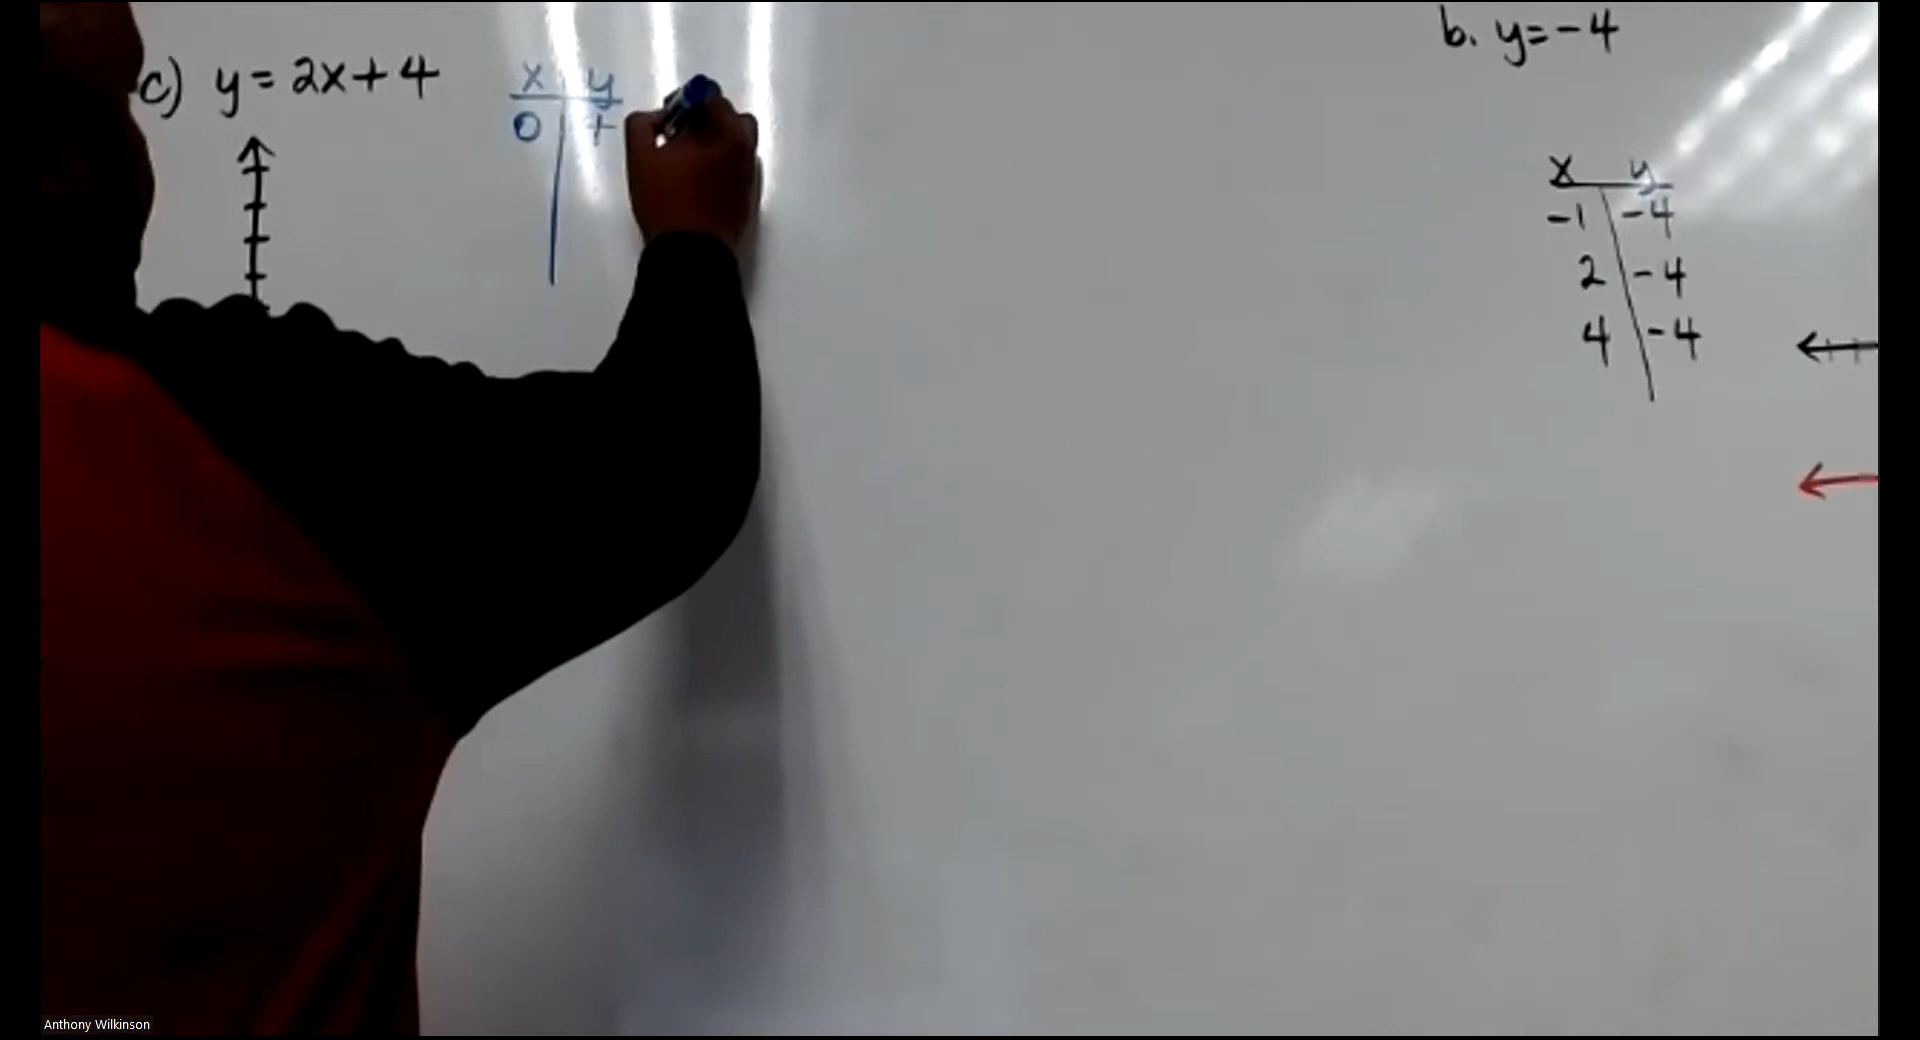 c) y = 2x + 4
x y
0
b. y = -4
x y
-1 -4
2 -4
4 -4
Anthony Wilkinson